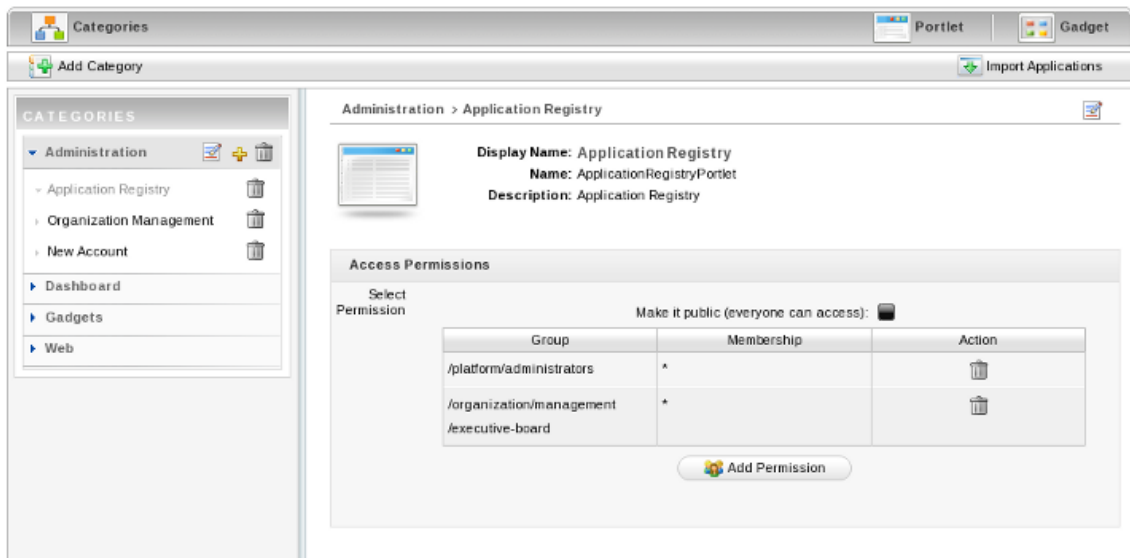 Categories
Portlet
Gadget
Add Category
Import Applications
CATEGORIES
Administration
Application Registry
Organization Management
New Account
Dashboard
Gadgets
Web
Administration > Application Registry
Display Name: Application Registry
Name: ApplicationRegistryPortlet
Description: Application Registry
Access Permissions
Select
Permission
Make it public (everyone can access):
Group Membership Action
/platform/administrators *
/organization/management *
/executive-board
Add Permission